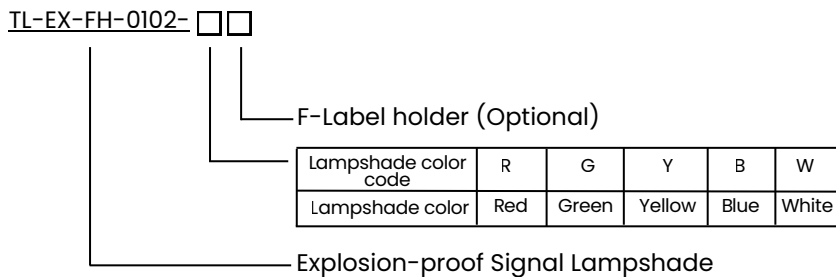 TL-EX-FH-0102-
F-Label holder (Optional)
Lampshade color code R G Y B W
Lampshade color Red Green Yellow Blue White
Explosion-proof Signal Lampshade